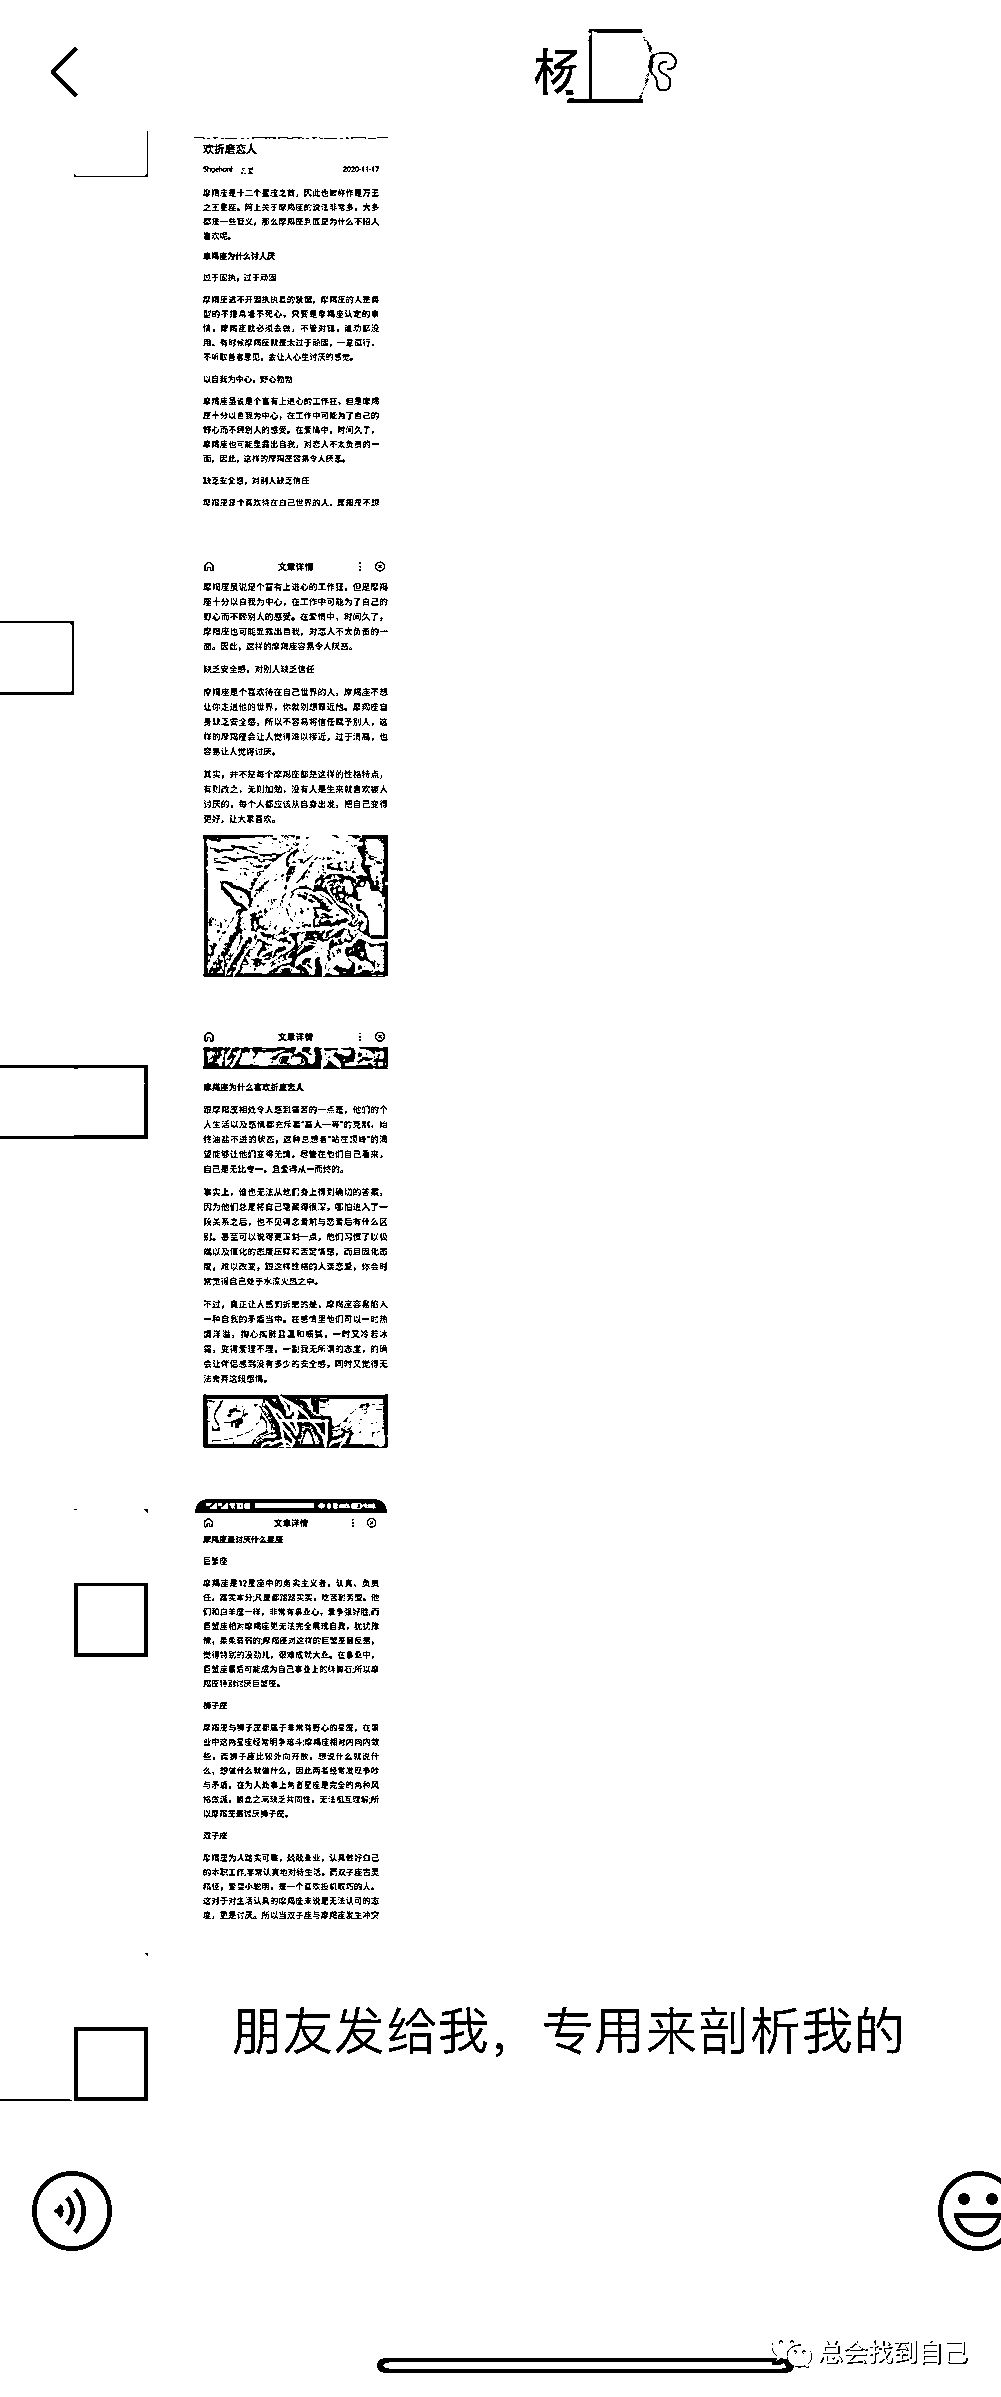 杨
欢折磨恋人
2020-11-17
摩羯座是十二个星座之首，因此也被称作是万王
之王星座。网上关于摩羯座的说法非常多，大多
都是一些贬义，那么摩羯座到底是为什么不招人
喜欢呢。
摩羯座为什么讨人厌
过于固执，过于顽固
摩羯座逃不开固执执着的装置，摩羯座的人是典
型的不撞南墙不死心，只要是摩羯座认定的事
情，摩羯座就必须去做，不管对错，谁劝都没
用。有时候摩羯座就是太过于顽固，一意孤行，
不听取旁者意见，会让人心生讨厌的感觉。
以自我为中心，野心勃勃
摩羯座虽说是个富有上进心的工作狂，但是摩羯
座十分以自我为中心，在工作中可能为了自己的
野心而不顾别人的感受。在爱情中，时间久了，
摩羯座也可能显露出自我，对恋人不太负责的一
面，因此，这样的摩羯座容易令人厌恶。
缺乏安全感，对别人缺乏信任
摩羯座是个喜欢待在自己世界的人，摩羯座不想
文章详情
摩羯座虽说是个富有上进心的工作狂，但是摩羯
座十分以自我为中心，在工作中可能为了自己的
野心而不顾别人的感受。在爱情中，时间久了，
摩羯座也可能显露出自我，对恋人不太负责的一
面。因此，这样的摩羯座容易令人厌恶。
缺乏安全感，对别人缺乏信任
摩羯座是个喜欢待在自己世界的人，摩羯座不想
让你走进他的世界，你就别想靠近他。摩羯座自
身缺乏安全感，所以不容易将信任赋予别人，这
样的摩羯座会让人觉得难以接近，过于清高，也
容易让人觉得讨厌。
其实，并不是每个摩羯座都是这样的性格特点，
有则改之，无则加勉，没有人是生来就喜欢被人
讨厌的，每个人都应该从自身出发，把自己变得
更好，让大家喜欢。
文章详情
摩羯座为什么喜欢折磨恋人
跟摩羯座相处令人感到痛苦的一点是，他们的个
人生活以及感情都充斥着“高人一等”的克制，始
终油盐不进的状态，这种总想着“站在顶峰”的渴
望能够让他们变得无情，尽管在他们自己看来，
自己是无比专一，且爱得从一而终的。
事实上，谁也无法从他们身上得到确切的答案，
因为他们总是将自己隐藏得很深，哪怕进入了一
段关系之后，也不见得恋爱前与恋爱后有什么区
别。甚至可以说得更深刻一点，他们习惯了以极
端以及僵化的态度压抑和否定情感，而且固化态
度，难以改变，跟这样性格的人谈恋爱，你会时
常觉得自己处于水深火热之中。
不过，真正让人感到折磨的是，摩羯座容易陷入
一种自我的矛盾当中。在感情里他们可以一时热
情洋溢，掏心掏肺且温和杨猛，一时又冷若冰
霜，变得爱理不理，一副我无所谓的态度，的确
会让伴侣感到没有多少的安全感，同时又觉得无
法舍弃这段感情。
文章详情
摩羯座最讨厌什么星座
巨蟹座
摩羯座是12星座中的务实主义者，认真、负责
任，踏实本分;凡是都踏踏实实，吃苦耐劳型。他
们和白羊座一样，非常有事业心，竞争强好胜;而
巨蟹座相对摩羯座更无法完全展现自我，犹犹豫
豫，柔柔弱弱的;摩羯座对这样的巨蟹座最反感，
觉得特别的没劲儿，很难成就大业。在事业中，
巨蟹座最后可能成为自己事业上的绊脚石;所以摩
羯座特别讨厌巨蟹座。
狮子座
摩羯座与狮子座都属于非常有野心的星座，在事
业中这两星座经常明争暗斗;摩羯座相对内向内敛
些，而狮子座比较外向开放，想说什么就说什
么、想做什么就做什么，因此两者经常发现争吵
与矛盾，在为人处事上两者星座是完全的两种风
格做派，彼此之间缺乏共同性，无法相互理解;所
以摩羯座最讨厌狮子座。
双子座
摩羯座为人踏实可靠，兢兢业业，认真做好自己
的本职工作,非常认真地对待生活。而双子座古灵
精怪，爱耍小聪明，是一个喜欢投机取巧的人。
这对于对生活认真的摩羯座来说是无法认可的态
度，更是讨厌。所以当双子座与摩羯座发生冲突
朋友发给我，专用来剖析我的
总会找到自己